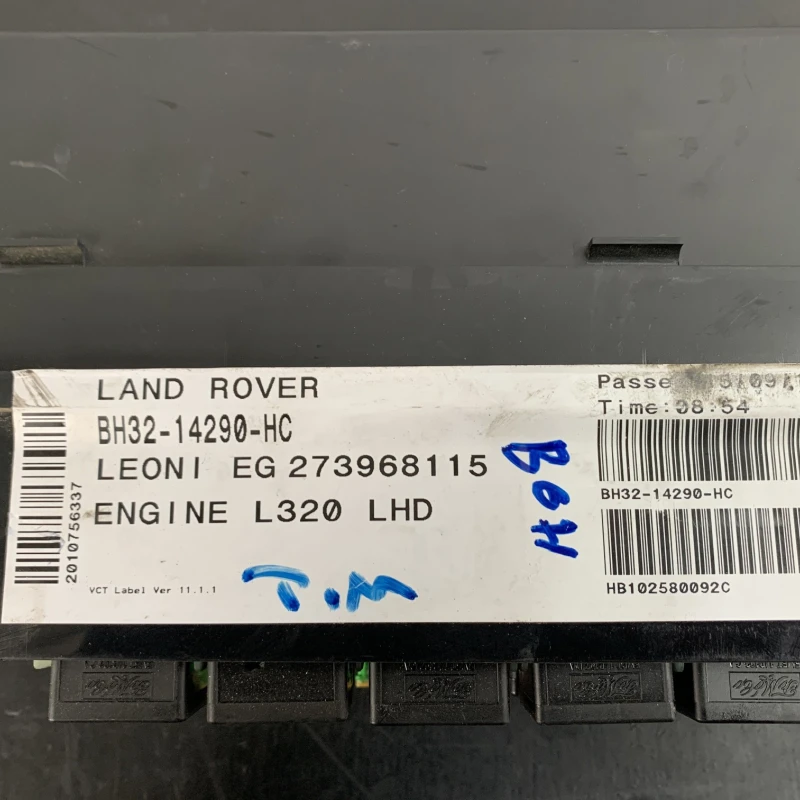 LAND ROVER
BH32-14290-HC
LEONI EG 273968115
ENGINE L320 LHD
2010756337
VCT Label Ver 11.1.1
T.M
Time:08:54
BH32-14290-HC
HB102580092C